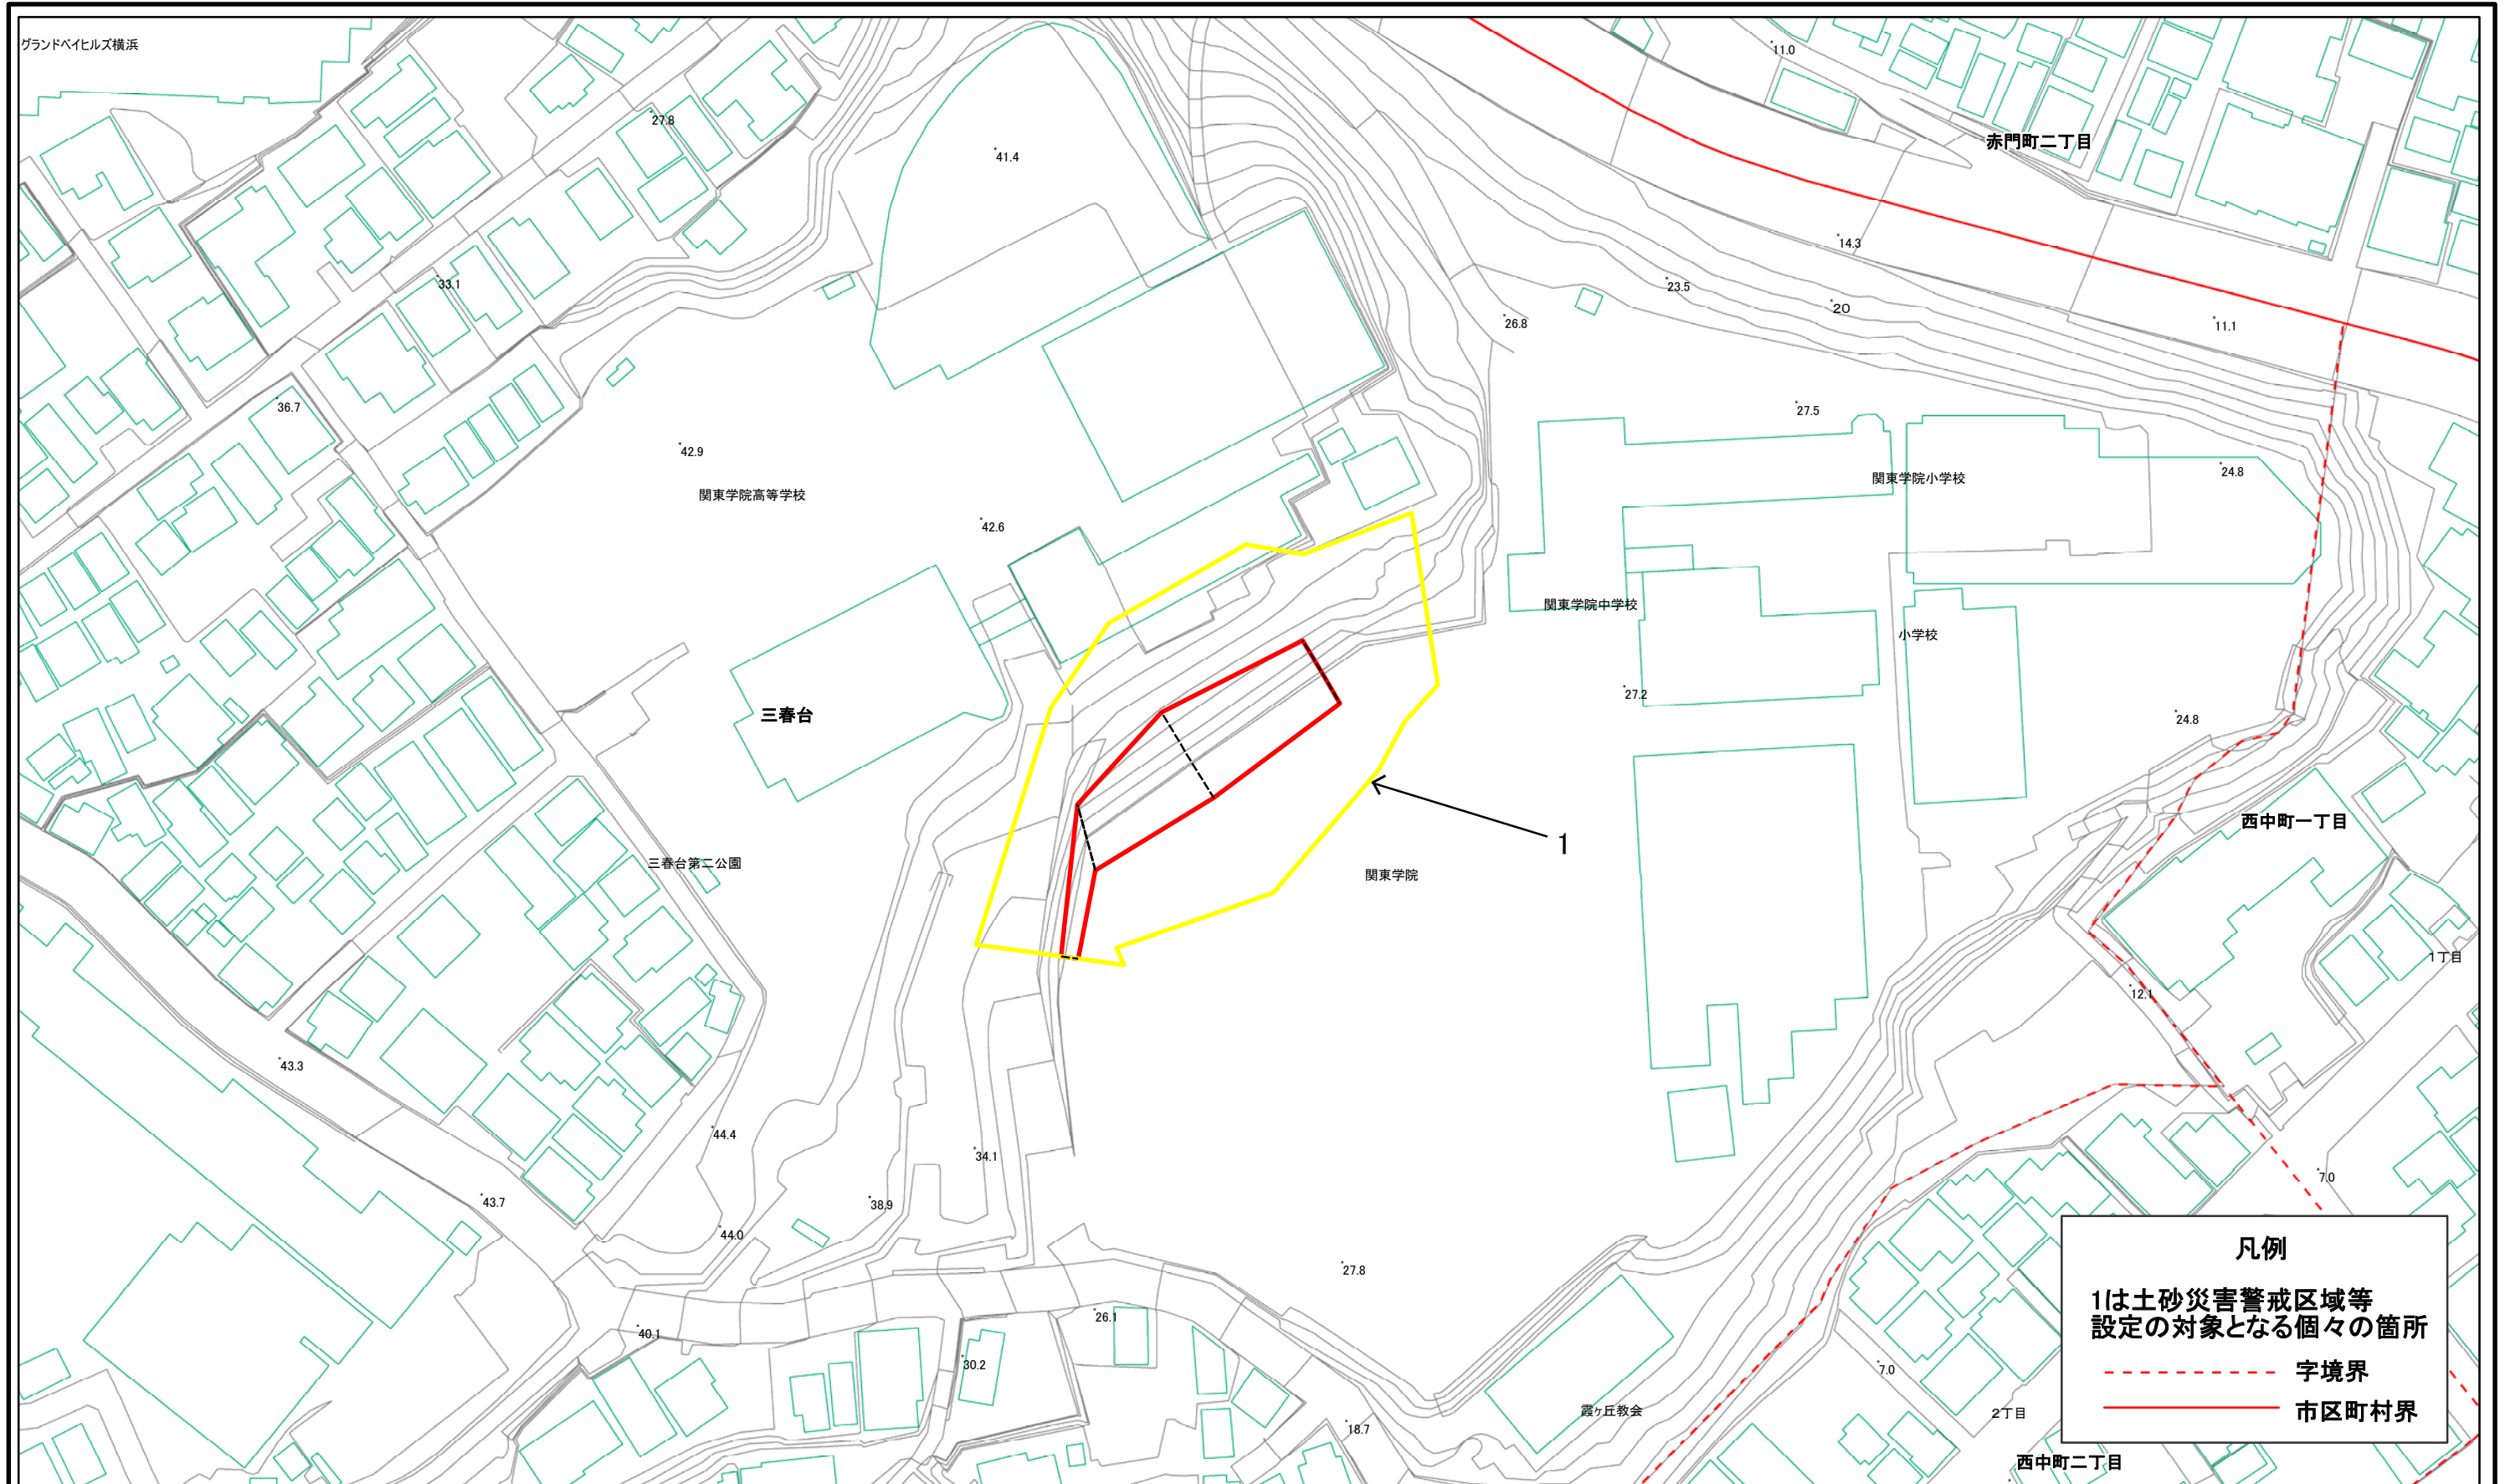 グランドベイヒルズ横浜
11.0
27.8
赤門町二丁目
41.4
14.3
33.1
23.5
20
26.8
11.1
36.7
27.5
42.9
関東学院小学校
24.8
関東学院高等学校
42.6
関東学院中学校
小学校
27.2
三春台
24.8
西中町一丁目
1
三春台第二公園
関東学院
1丁目
12.1
43.3
44.4
34.1
7.0
43.7
38.9
44.0
27.8
26.1
40.1
30.2
7.0
霞ヶ丘教会
2丁目
18.7
西中町二丁目
凡例
1は土砂災害警戒区域等
設定の対象となる個々の箇所
字境界
市区町村界